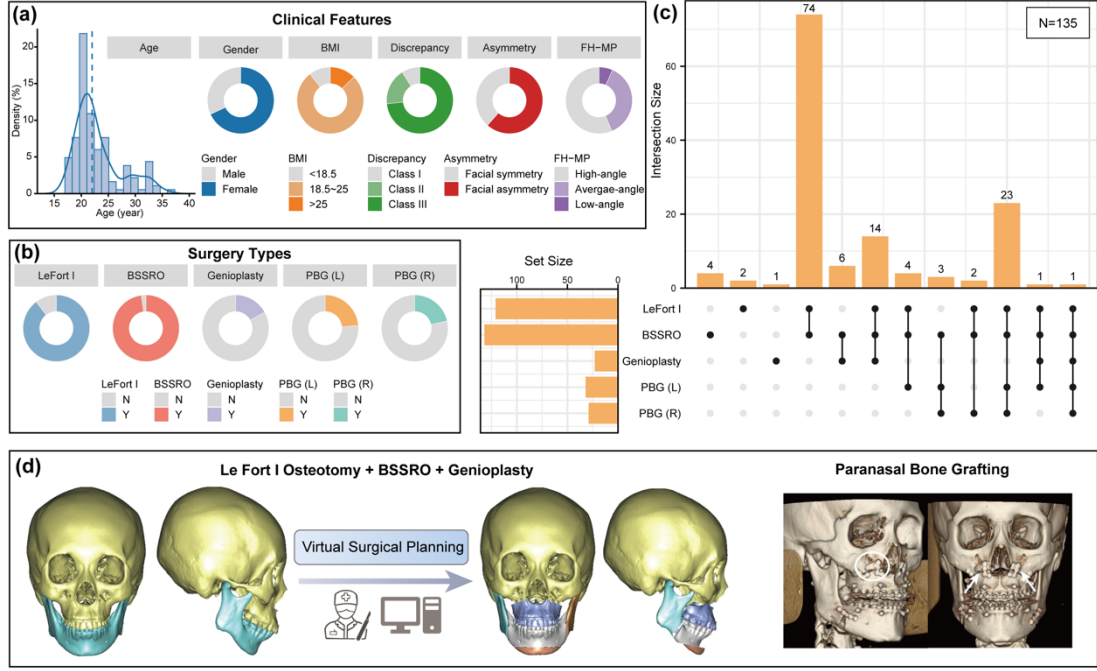 (a)
Clinical Features
Age
Gender
BMI
Discrepancy
Asymmetry
FH−MP
Density (%)
20
15
10
5
0
15 20 25 30 35 40
Age (year)
Gender
Male
Female
BMI
<18.5
18.5~25
>25
Discrepancy
Class I
Class II
Class III
Asymmetry
Facial symmetry
Facial asymmetry
FH−MP
High-angle
Avergae-angle
Low-angle
(b)
Surgery Types
LeFort I
BSSRO
Genioplasty
PBG (L)
PBG (R)
LeFort I
N
Y
BSSRO
N
Y
Genioplasty
N
Y
PBG (L)
N
Y
PBG (R)
N
Y
Set Size
100 0
(c)
N=135
Intersection Size
60
40
20
0
4 2 1 74 6 14 4 3 2 23 1 1
LeFort I
BSSRO
Genioplasty
PBG (L)
PBG (R)
(d)
Le Fort I Osteotomy + BSSRO + Genioplasty
Virtual Surgical Planning
Paranasal Bone Grafting